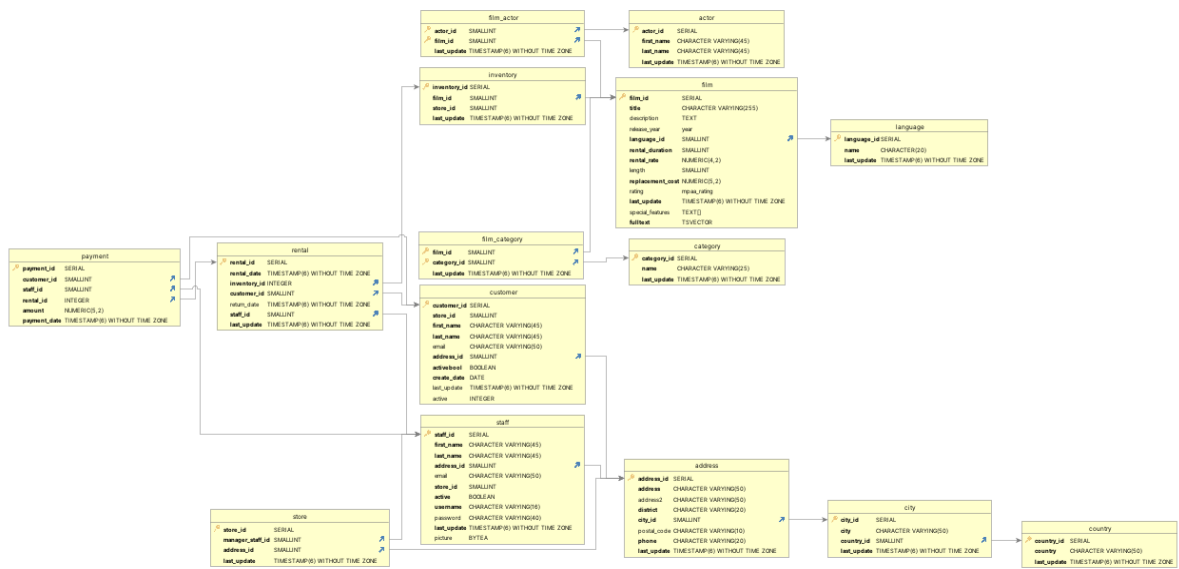 film_actor
actor_id SMALLINT
film_id SMALLINT
last_update TIMESTAMP(6) WITHOUT TIME ZONE
actor
actor_id SERIAL
first_name CHARACTER VARYING(45)
last_name CHARACTER VARYING(45)
last_update TIMESTAMP(6) WITHOUT TIME ZONE
inventory
inventory_id SERIAL
film_id SMALLINT
store_id SMALLINT
last_update TIMESTAMP(6) WITHOUT TIME ZONE
film
film_id SERIAL
title CHARACTER VARYING(255)
description TEXT
release_year year
language_id SMALLINT
rental_duration SMALLINT
rental_rate NUMERIC(4,2)
length SMALLINT
replacement_cost NUMERIC(5,2)
rating mpaa_rating
last_update TIMESTAMP(6) WITHOUT TIME ZONE
special_features TEXT[]
fulltext TSVECTOR
language
language_id SERIAL
name CHARACTER(20)
last_update TIMESTAMP(6) WITHOUT TIME ZONE
film_category
film_id SMALLINT
category_id SMALLINT
last_update TIMESTAMP(6) WITHOUT TIME ZONE
category
category_id SERIAL
name CHARACTER VARYING(25)
last_update TIMESTAMP(6) WITHOUT TIME ZONE
payment
payment_id SERIAL
customer_id SMALLINT
staff_id SMALLINT
rental_id INTEGER
amount NUMERIC(5,2)
payment_date TIMESTAMP(6) WITHOUT TIME ZONE
rental
rental_id SERIAL
rental_date TIMESTAMP(6) WITHOUT TIME ZONE
inventory_id INTEGER
customer_id SMALLINT
return_date TIMESTAMP(6) WITHOUT TIME ZONE
staff_id SMALLINT
last_update TIMESTAMP(6) WITHOUT TIME ZONE
customer
customer_id SERIAL
store_id SMALLINT
first_name CHARACTER VARYING(45)
last_name CHARACTER VARYING(45)
email CHARACTER VARYING(50)
address_id SMALLINT
activebool BOOLEAN
create_date DATE
last_update TIMESTAMP(6) WITHOUT TIME ZONE
active INTEGER
staff
staff_id SERIAL
first_name CHARACTER VARYING(45)
last_name CHARACTER VARYING(45)
address_id SMALLINT
email CHARACTER VARYING(50)
store_id SMALLINT
active BOOLEAN
username CHARACTER VARYING(16)
password CHARACTER VARYING(40)
last_update TIMESTAMP(6) WITHOUT TIME ZONE
picture BYTEA
store
store_id SERIAL
manager_staff_id SMALLINT
address_id SMALLINT
last_update TIMESTAMP(6) WITHOUT TIME ZONE
address
address_id SERIAL
address CHARACTER VARYING(50)
address2 CHARACTER VARYING(50)
district CHARACTER VARYING(20)
city_id SMALLINT
postal_code CHARACTER VARYING(10)
phone CHARACTER VARYING(20)
last_update TIMESTAMP(6) WITHOUT TIME ZONE
city
city_id SERIAL
city CHARACTER VARYING(50)
country_id SMALLINT
last_update TIMESTAMP(6) WITHOUT TIME ZONE
country
country_id SERIAL
country CHARACTER VARYING(50)
last_update TIMESTAMP(6) WITHOUT TIME ZONE